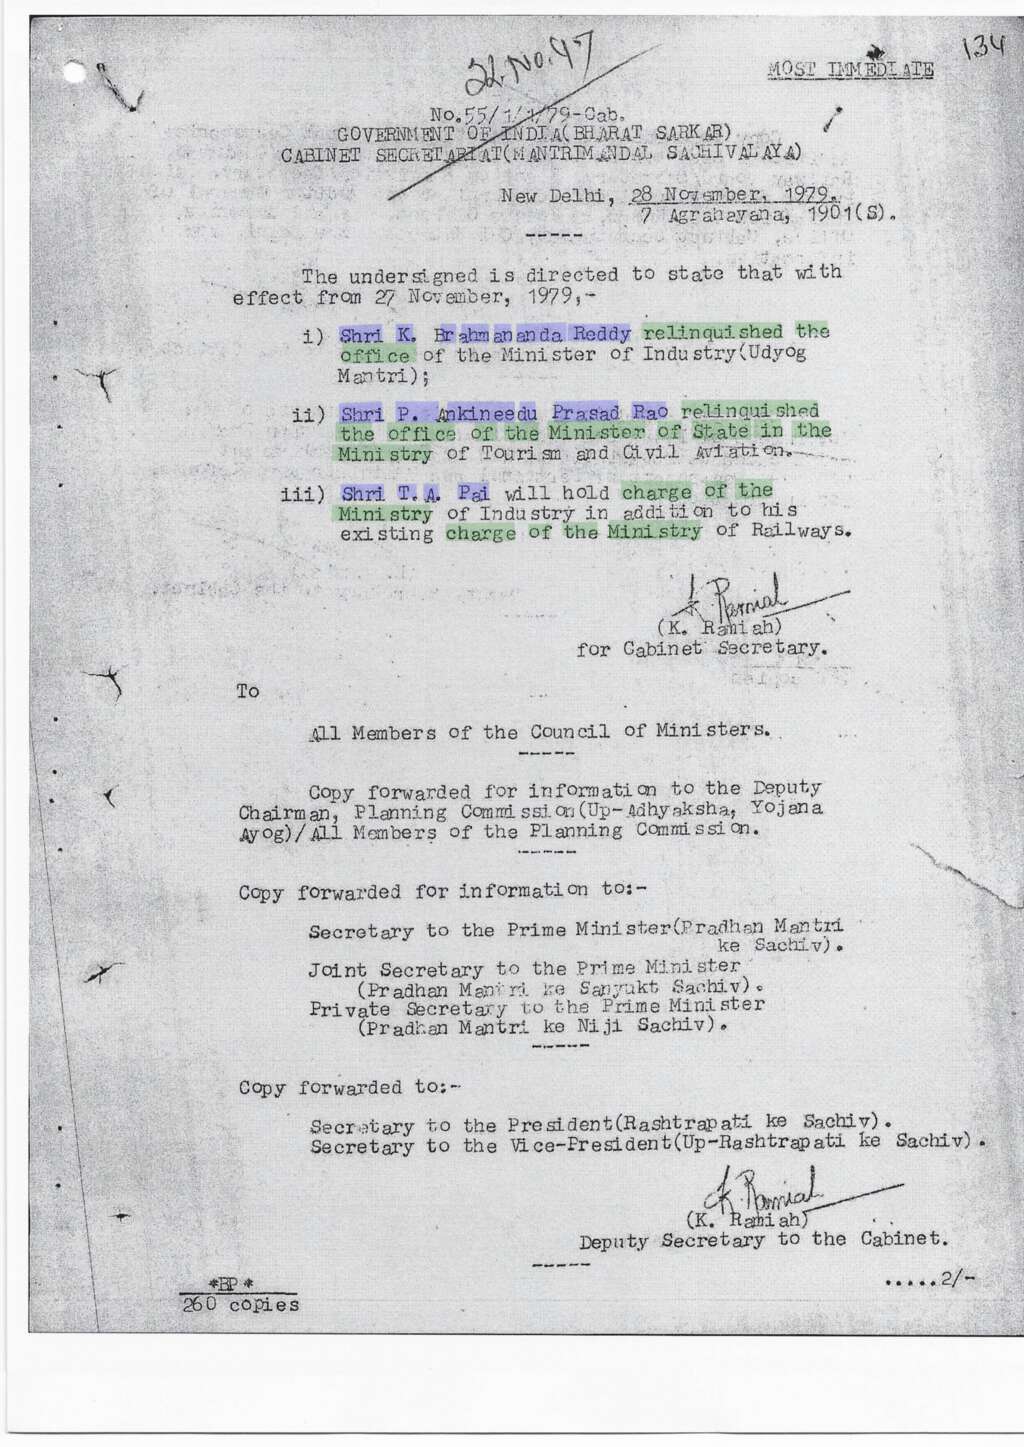 134
MOST IMMEDIATE
No.55/1/1/79-Cab.
GOVERNMENT OF INDIA(BHARAT SARKAR)
CABINET SECRETARIAT(MANTRIMANDAL SACHIVALAYA)
New Delhi, 28 November, 1979.
7 Agrahayana, 1901(S).
-----
The undersigned is directed to state that with
effect from 27 November, 1979,-
i) Shri K. Brahmananda Reddy relinquished the
office of the Minister of Industry(Udyog
Mantri);
ii) Shri P. Ankineedu Prasad Rao relinquished
the office of the Minister of State in the
Ministry of Tourism and Civil Aviation.
iii) Shri T.A. Pai will hold charge of the
Ministry of Industry in addition to his
existing charge of the Ministry of Railways.
(K. Ramiah)
for Cabinet Secretary.
To
All Members of the Council of Ministers.
-----
Copy forwarded for information to the Deputy
Chairman, Planning Commission(Up-Adhyaksha, Yojana
Ayog)/All Members of the Planning Commission.
-----
Copy forwarded for information to:-
Secretary to the Prime Minister(Pradhan Mantri
ke Sachiv).
Joint Secretary to the Prime Minister
(Pradhan Mantri ke Sanyukt Sachiv).
Private Secretary to the Prime Minister
(Pradhan Mantri ke Niji Sachiv).
-----
Copy forwarded to:-
Secretary to the President(Rashtrapati ke Sachiv).
Secretary to the Vice-President(Up-Rashtrapati ke Sachiv).
(K. Ramiah)
Deputy Secretary to the Cabinet.
-----
*BP*
260 copies
.....2/-